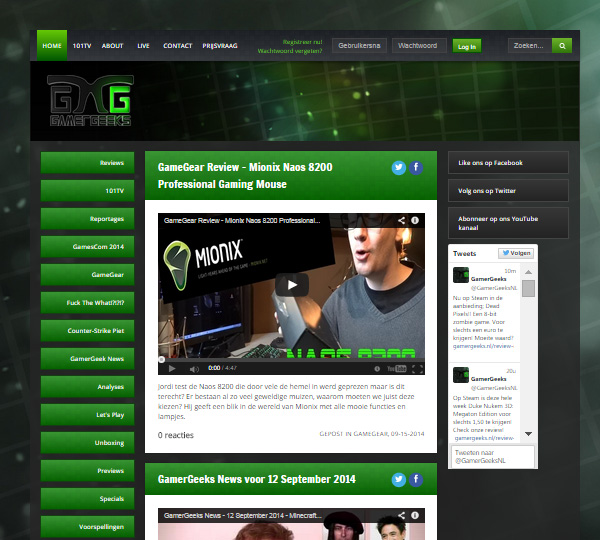 HOME 101TV ABOUT LIVE CONTACT PRIJSVRAAG
Registreer nu!
Wachtwoord vergeten?
Gebruikersna
Wachtwoord
Log in
Zoeken...
GXG
GAMERGEEKS
Reviews
101TV
Reportages
GamesCom 2014
GameGear
Fuck The What!?!?!?
Counter-Strike Piet
GamerGeek News
Analyses
Let's Play
Unboxing
Previews
Specials
Voorspellingen
GameGear Review - Mionix Naos 8200
Professional Gaming Mouse
GameGear Review - Mionix Naos 8200 Professional...
MIONIX
NAOS 8200
0:00 / 4:47
YouTube
Jordi test de Naos 8200 die door vele de hemel in werd geprezen maar is dit
terecht? Er bestaan al zo veel geweldige muizen, waarom moeten we juist deze
kiezen? Hij geeft een blik in de wereld van Mionix met alle mooie functies en
lampjes.
0 reacties
GEPOST IN GAMEGEAR, 09-15-2014
GamerGeeks News voor 12 September 2014
GamerGeeks News - 12 September 2014 - Minecraft...
Like ons op Facebook
Volg ons op Twitter
Abonneer op ons YouTube
kanaal
Tweets
Volgen
GamerGeeks 10m
@GamerGeeksNL
Nu op Steam in de
aanbieding: Dead
Pixels!! Een 8-bit
zombie game. Voor
slechts een euro te
krijgen! Moeite waard?
gamergeeks.nl/review-
GamerGeeks 20u
@GamerGeeksNL
Op Steam is deze hele
week Duke Nukem 3D:
Megaton Edition voor
slechts 1,50 te krijgen!
Check onze review!
gamergeeks.nl/review-
Tweeten naar
@GamerGeeksNL